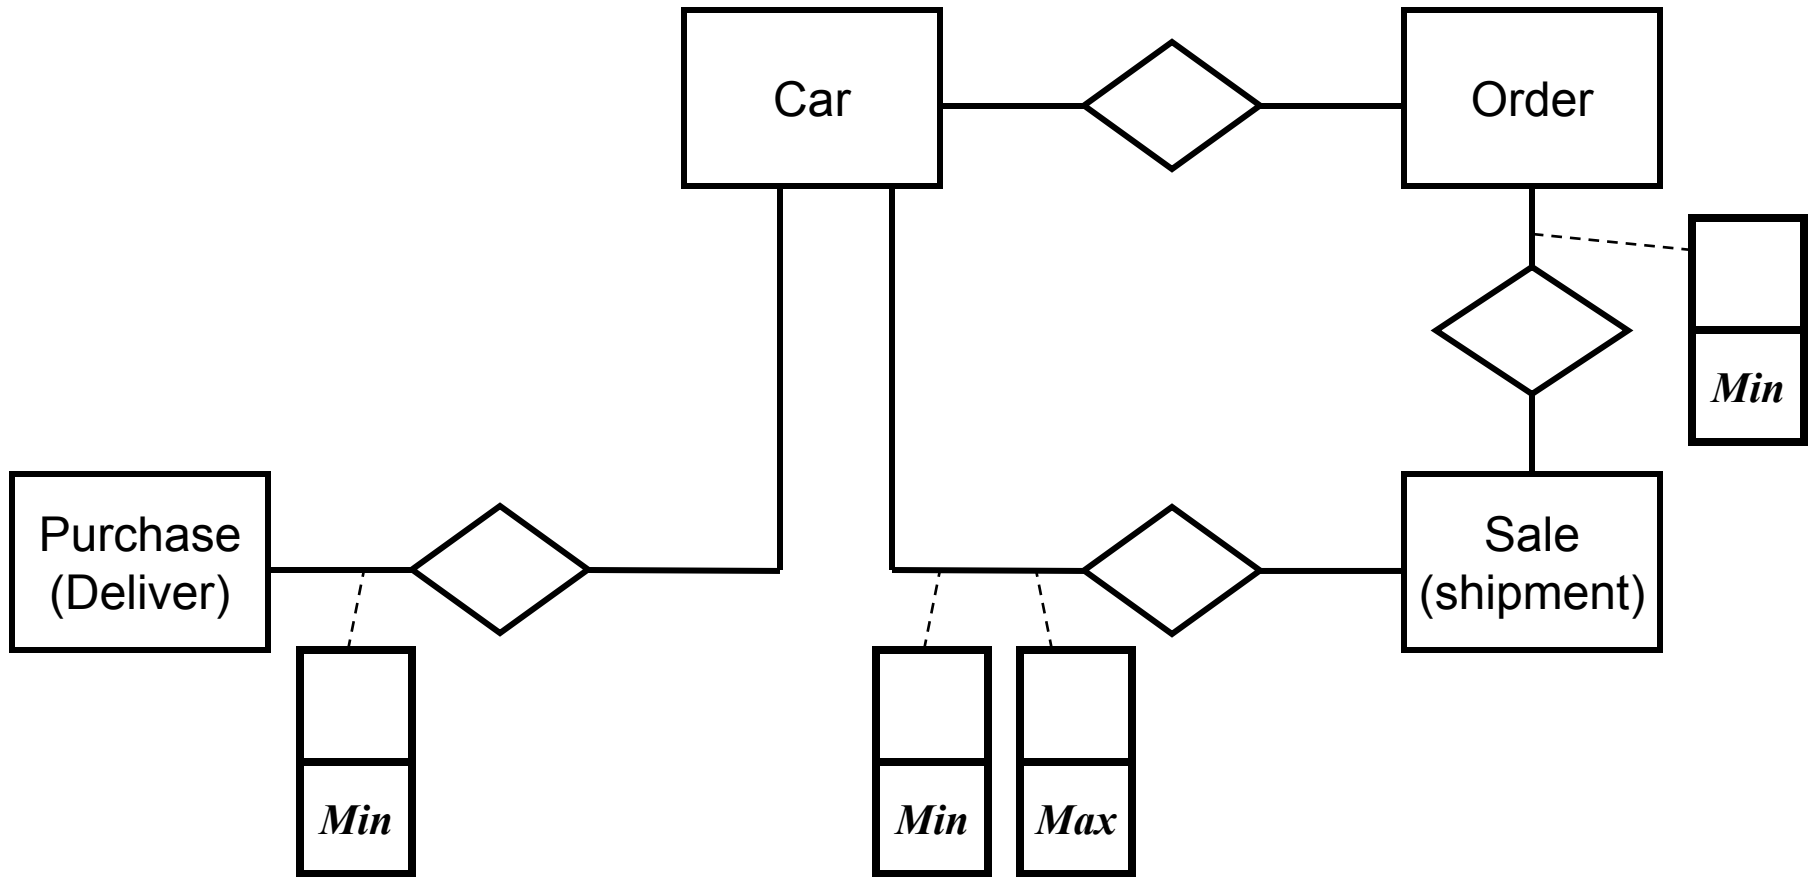 Car
Order
Min
Purchase
(Deliver)
Sale
(shipment)
Min
Min
Max